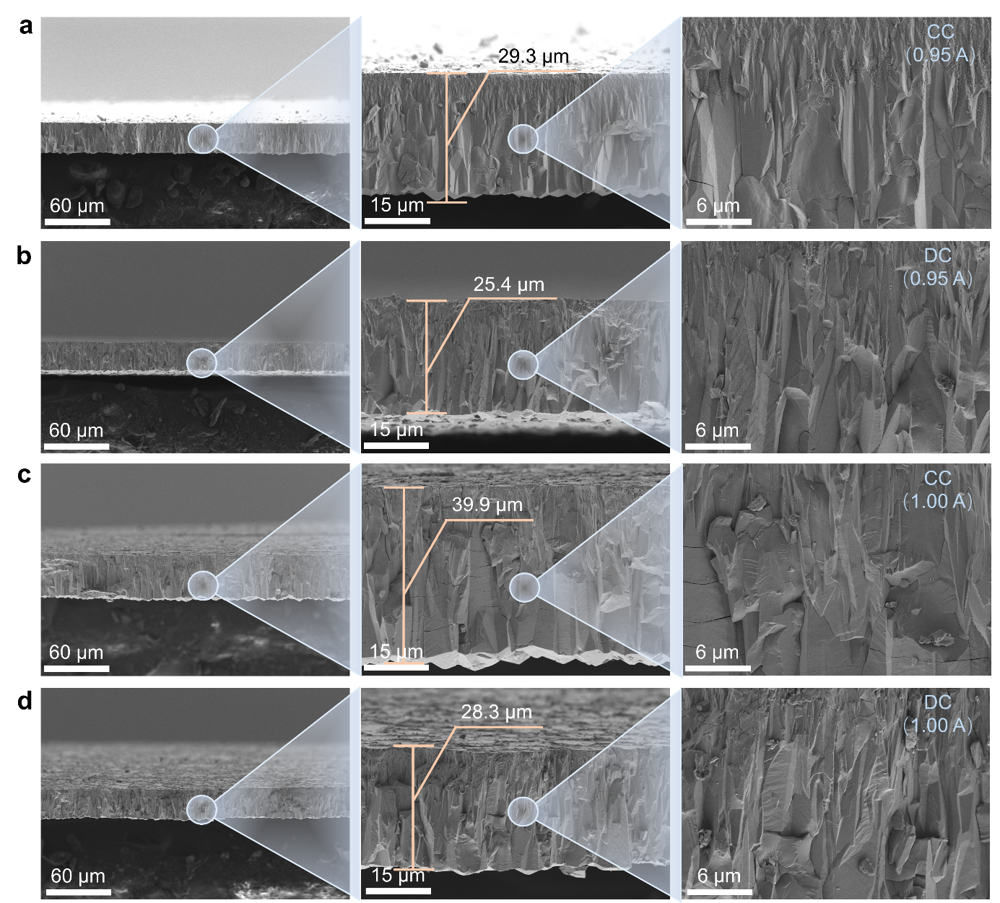 a
29.3 µm
CC
(0.95 A)
60 µm
15 µm
6 µm
b
25.4 µm
DC
(0.95 A)
60 µm
15 µm
6 µm
c
39.9 µm
CC
(1.00 A)
60 µm
15 µm
6 µm
d
28.3 µm
DC
(1.00 A)
60 µm
15 µm
6 µm